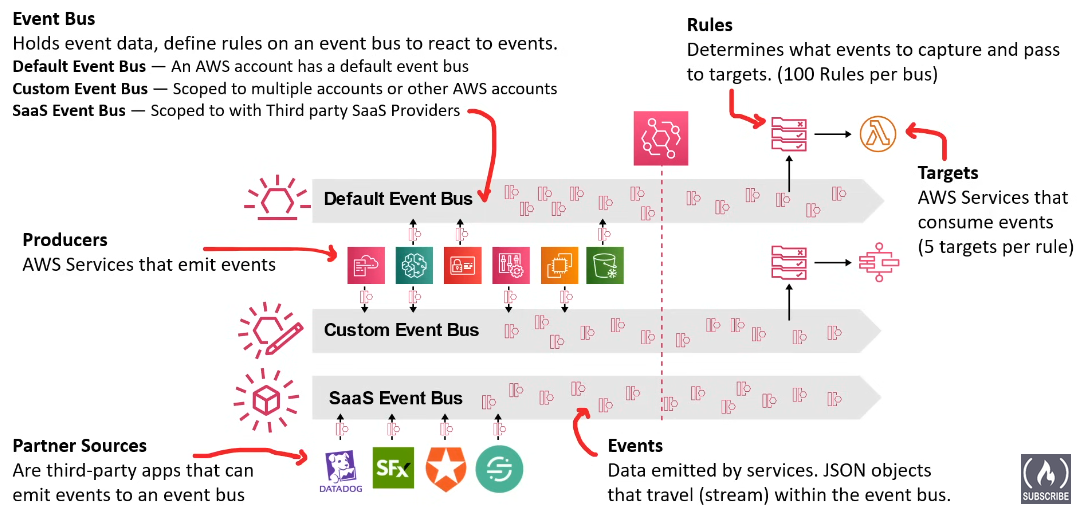 Event Bus
Holds event data, define rules on an event bus to react to events.
Default Event Bus — An AWS account has a default event bus
Custom Event Bus — Scoped to multiple accounts or other AWS accounts
SaaS Event Bus — Scoped to with Third party SaaS Providers
Rules
Determines what events to capture and pass
to targets. (100 Rules per bus)
Targets
AWS Services that
consume events
(5 targets per rule)
Default Event Bus
Producers
AWS Services that emit events
Custom Event Bus
SaaS Event Bus
Partner Sources
Are third-party apps that can
emit events to an event bus
DATADOG
SFx
Events
Data emitted by services. JSON objects
that travel (stream) within the event bus.
SUBSCRIBE